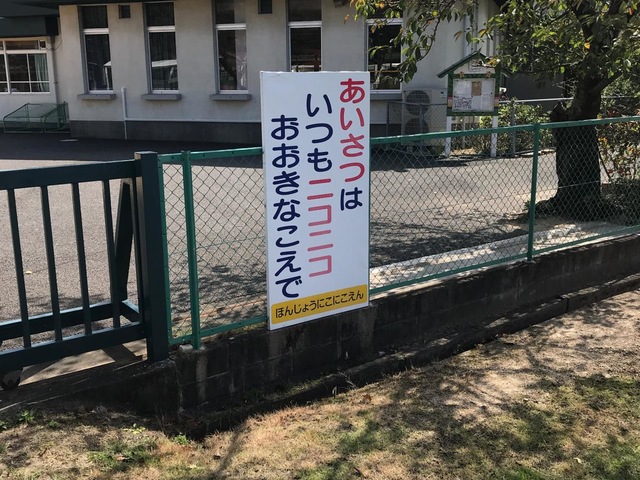 あいさつは
いつもニコニコ
おおきなこえで
ほんじょうにこにこえん